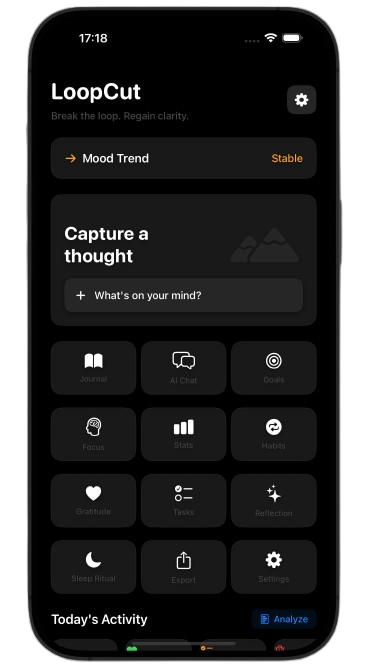 17:18
LoopCut
Break the loop. Regain clarity.
Mood Trend
Stable
Capture a
thought
What's on your mind?
Journal
AI Chat
Goals
Focus
Stats
Habits
Gratitude
Tasks
Reflection
Sleep Ritual
Export
Settings
Today's Activity
Analyze